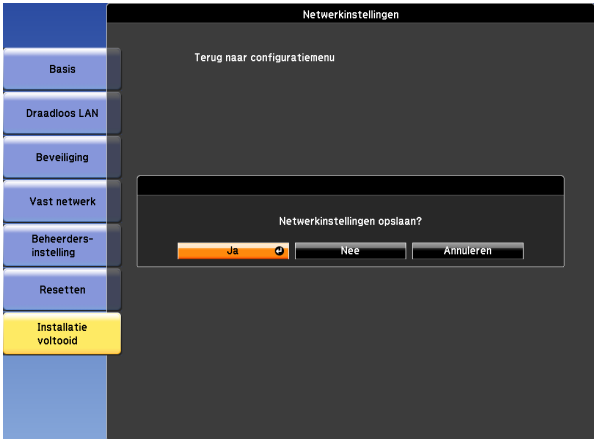 Netwerkinstellingen
Terug naar configuratiemenu
Basis
Draadloos LAN
Beveiliging
Vast netwerk
Beheerders-
instelling
Resetten
Installatie
voltooid
Netwerkinstellingen opslaan?
Ja Nee Annuleren